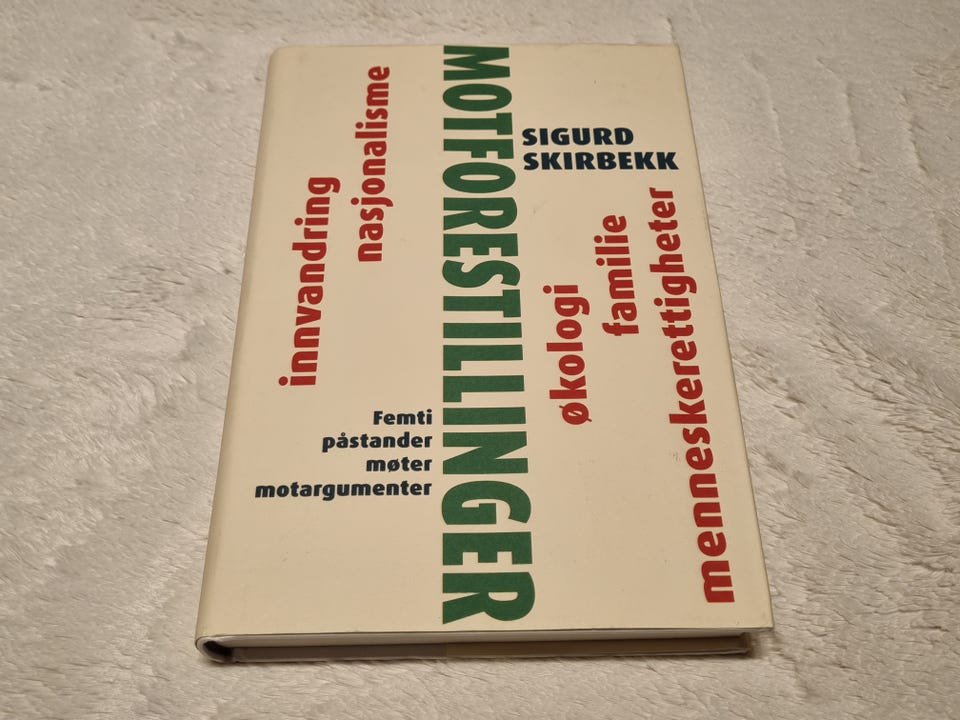 MOTFORESTILLINGER
SIGURD
SKIRBEKK
innvandring
nasjonalisme
økologi
familie
menneskerettigheter
Femti
påstander
møter
motargumenter